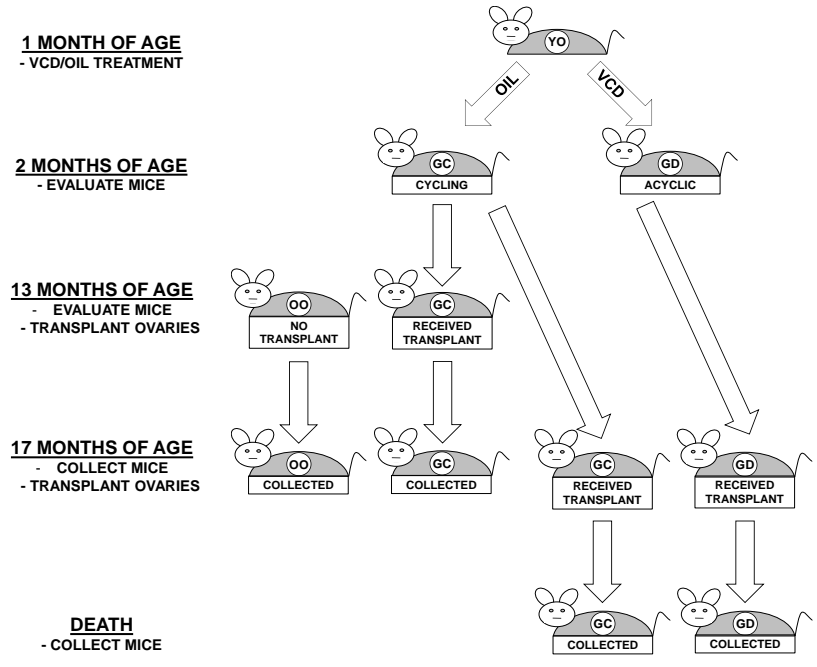 1 MONTH OF AGE
- VCD/OIL TREATMENT
YO
OIL
VCD
2 MONTHS OF AGE
- EVALUATE MICE
GC
CYCLING
GD
ACYCLIC
13 MONTHS OF AGE
- EVALUATE MICE
- TRANSPLANT OVARIES
OO
NO
TRANSPLANT
GC
RECEIVED
TRANSPLANT
17 MONTHS OF AGE
- COLLECT MICE
- TRANSPLANT OVARIES
OO
COLLECTED
GC
COLLECTED
GC
RECEIVED
TRANSPLANT
GD
RECEIVED
TRANSPLANT
DEATH
- COLLECT MICE
GC
COLLECTED
GD
COLLECTED